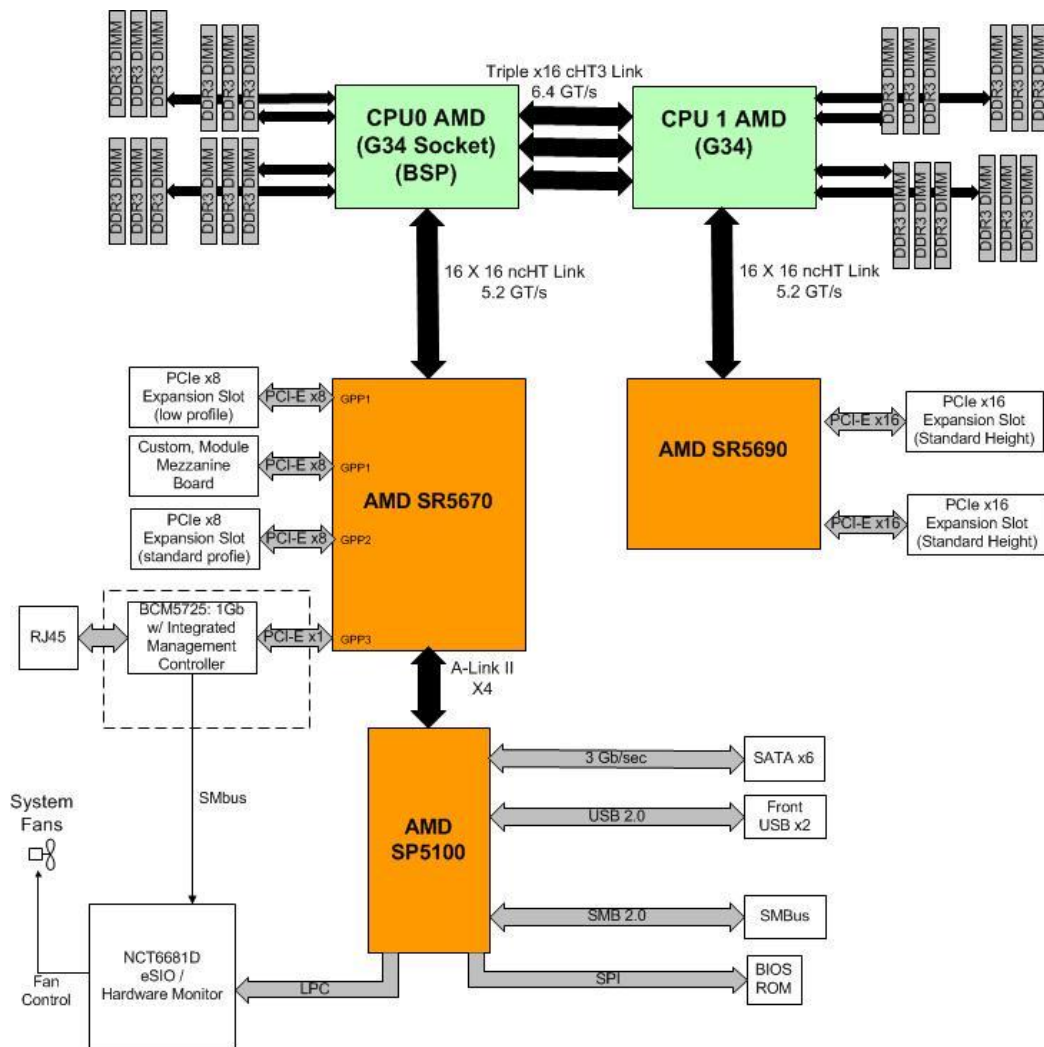 DDR3 DIMM
DDR3 DIMM
DDR3 DIMM
DDR3 DIMM
DDR3 DIMM
DDR3 DIMM
DDR3 DIMM
DDR3 DIMM
DDR3 DIMM
DDR3 DIMM
DDR3 DIMM
DDR3 DIMM
Triple x16 cHT3 Link
6.4 GT/s
CPU0 AMD
(G34 Socket)
(BSP)
CPU 1 AMD
(G34)
DDR3 DIMM
DDR3 DIMM
DDR3 DIMM
DDR3 DIMM
DDR3 DIMM
DDR3 DIMM
DDR3 DIMM
DDR3 DIMM
DDR3 DIMM
DDR3 DIMM
DDR3 DIMM
DDR3 DIMM
16 X 16 ncHT Link
5.2 GT/s
16 X 16 ncHT Link
5.2 GT/s
PCIe x8
Expansion Slot
(low profile)
PCI-E x8
GPP1
Custom, Module
Mezzanine
Board
PCI-E x8
GPP1
AMD SR5670
PCIe x8
Expansion Slot
(standard profie)
PCI-E x8
GPP2
AMD SR5690
PCI-E x16
PCIe x16
Expansion Slot
(Standard Height)
PCI-E x16
PCIe x16
Expansion Slot
(Standard Height)
RJ45
BCM5725: 1Gb
w/ Integrated
Management
Controller
PCI-E x1
GPP3
A-Link II
X4
AMD
SP5100
3 Gb/sec
SATA x6
USB 2.0
Front
USB x2
SMB 2.0
SMBus
SPI
BIOS
ROM
LPC
SMbus
System
Fans
Fan
Control
NCT6681D
eSIO /
Hardware Monitor